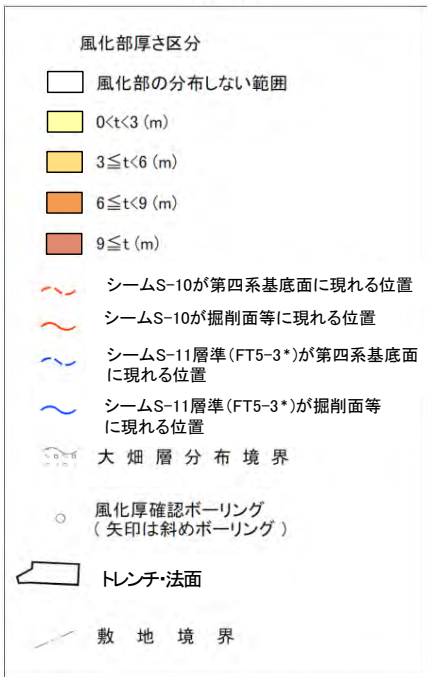 風化部厚さ区分
風化部の分布しない範囲
0<t<3 (m)
3≦t<6 (m)
6≦t<9 (m)
9≦t (m)
シームS-10が第四系基底面に現れる位置
シームS-10が掘削面等に現れる位置
シームS-11層準(FT5-3*)が第四系基底面
に現れる位置
シームS-11層準(FT5-3*)が掘削面等
に現れる位置
大畑層分布境界
風化厚確認ボーリング
( 矢印は斜めボーリング )
トレンチ・法面
敷地境界